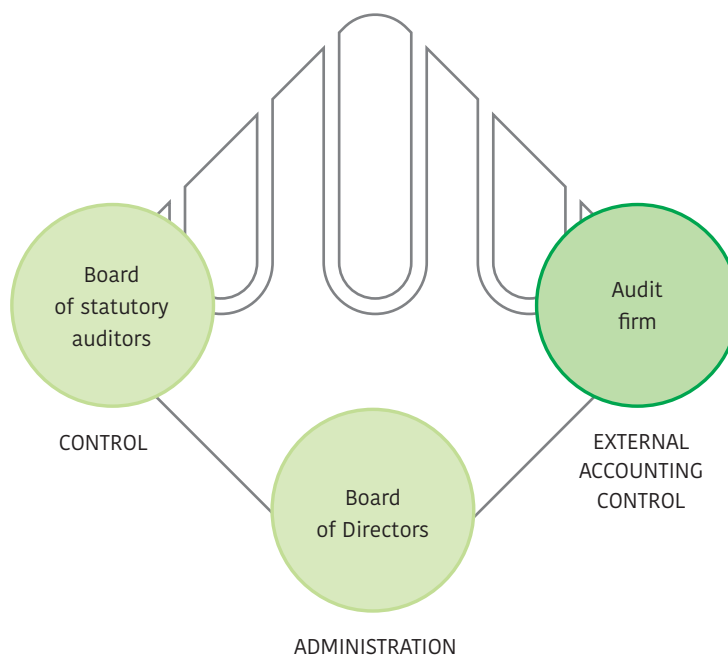 Board
of statutory
auditors
CONTROL
Audit
firm
EXTERNAL
ACCOUNTING
CONTROL
Board
of Directors
ADMINISTRATION